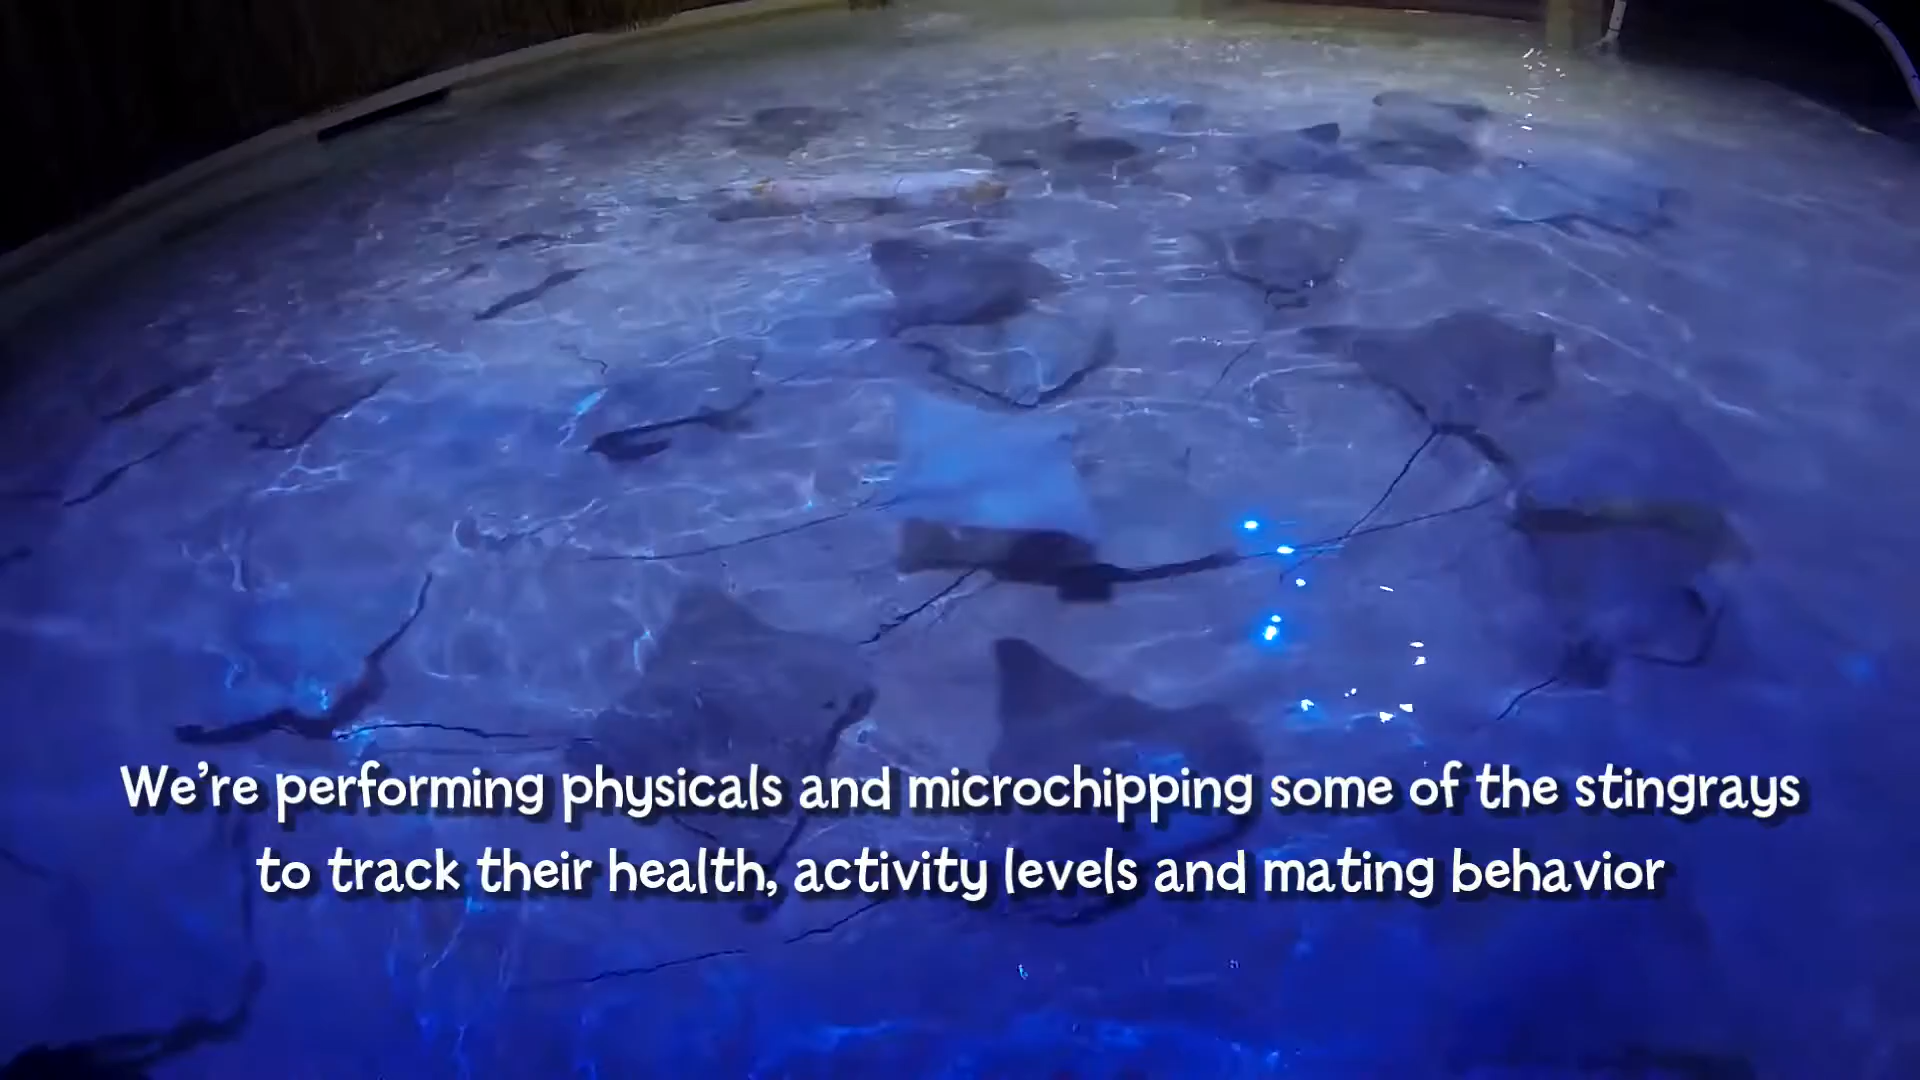 We're performing physicals and microchipping some of the stingrays
to track their health, activity levels and mating behavior